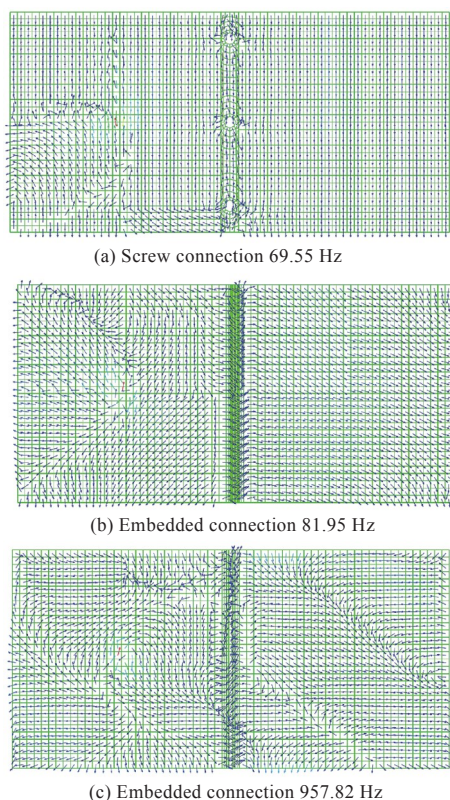 (a) Screw connection 69.55 Hz
(b) Embedded connection 81.95 Hz
(c) Embedded connection 957.82 Hz